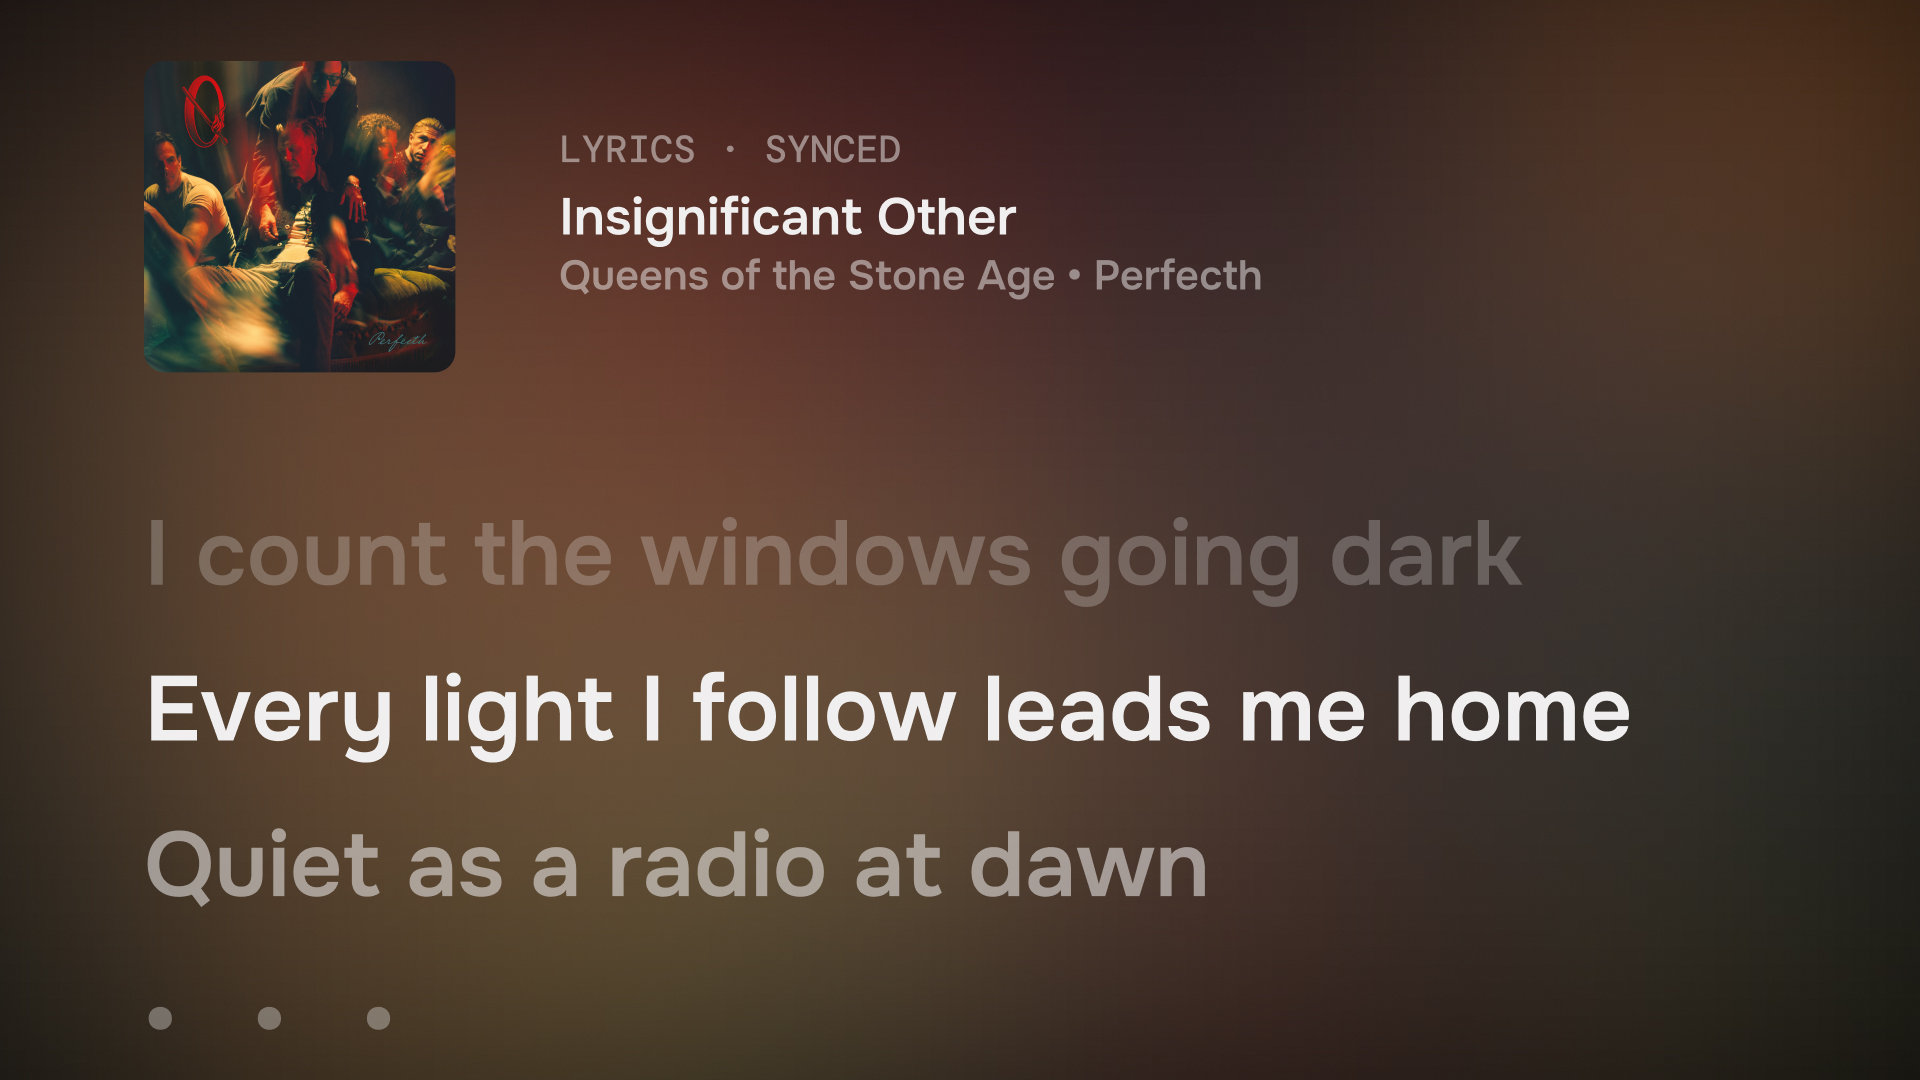 Q
Perfecth
LYRICS · SYNCED
Insignificant Other
Queens of the Stone Age • Perfecth
I count the windows going dark
Every light I follow leads me home
Quiet as a radio at dawn
• • •